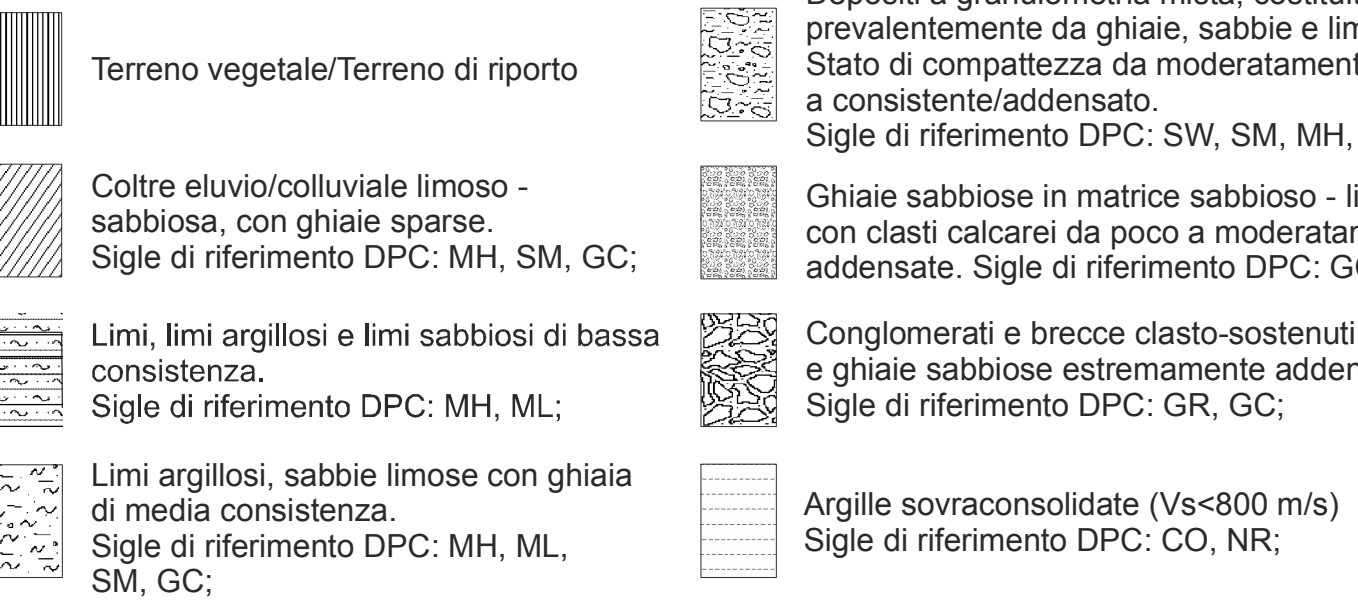 Terreno vegetale/Terreno di riporto
Coltre eluvio/colluviale limoso -
sabbiosa, con ghiaie sparse.
Sigle di riferimento DPC: MH, SM, GC;
Limi, limi argillosi e limi sabbiosi di bassa
consistenza.
Sigle di riferimento DPC: MH, ML;
Limi argillosi, sabbie limose con ghiaia
di media consistenza.
Sigle di riferimento DPC: MH, ML,
SM, GC;
Depositi a granulometria mista, costituit
prevalentemente da ghiaie, sabbie e lim
Stato di compattezza da moderatament
a consistente/addensato.
Sigle di riferimento DPC: SW, SM, MH,
Ghiaie sabbiose in matrice sabbioso - li
con clasti calcarei da poco a moderatar
addensate. Sigle di riferimento DPC: G
Conglomerati e brecce clasto-sostenuti
e ghiaie sabbiose estremamente adden
Sigle di riferimento DPC: GR, GC;
Argille sovraconsolidate (Vs<800 m/s)
Sigle di riferimento DPC: CO, NR;